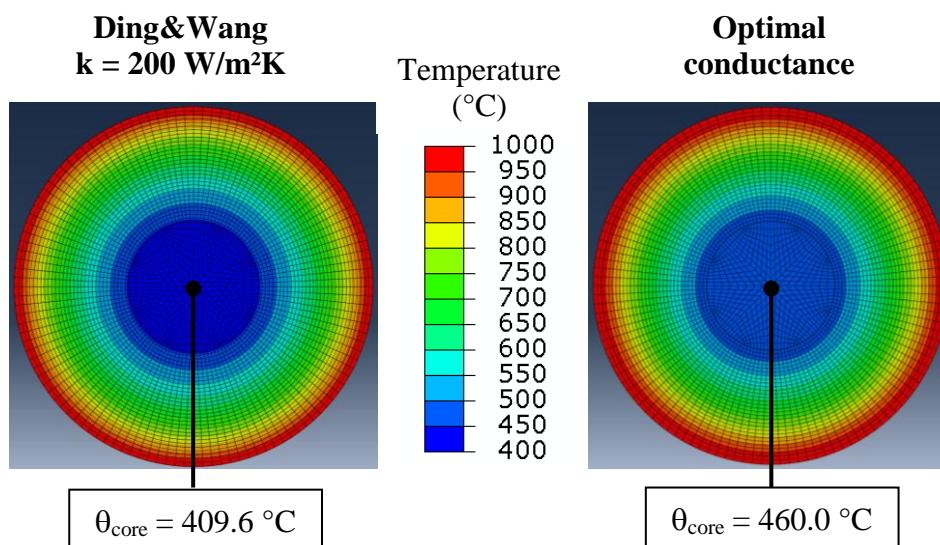 Ding&Wang
k = 200 W/m²K
Temperature
(°C)
Optimal
conductance
1000
950
900
850
800
750
700
650
600
550
500
450
400
θcore = 409.6 °C
θcore = 460.0 °C